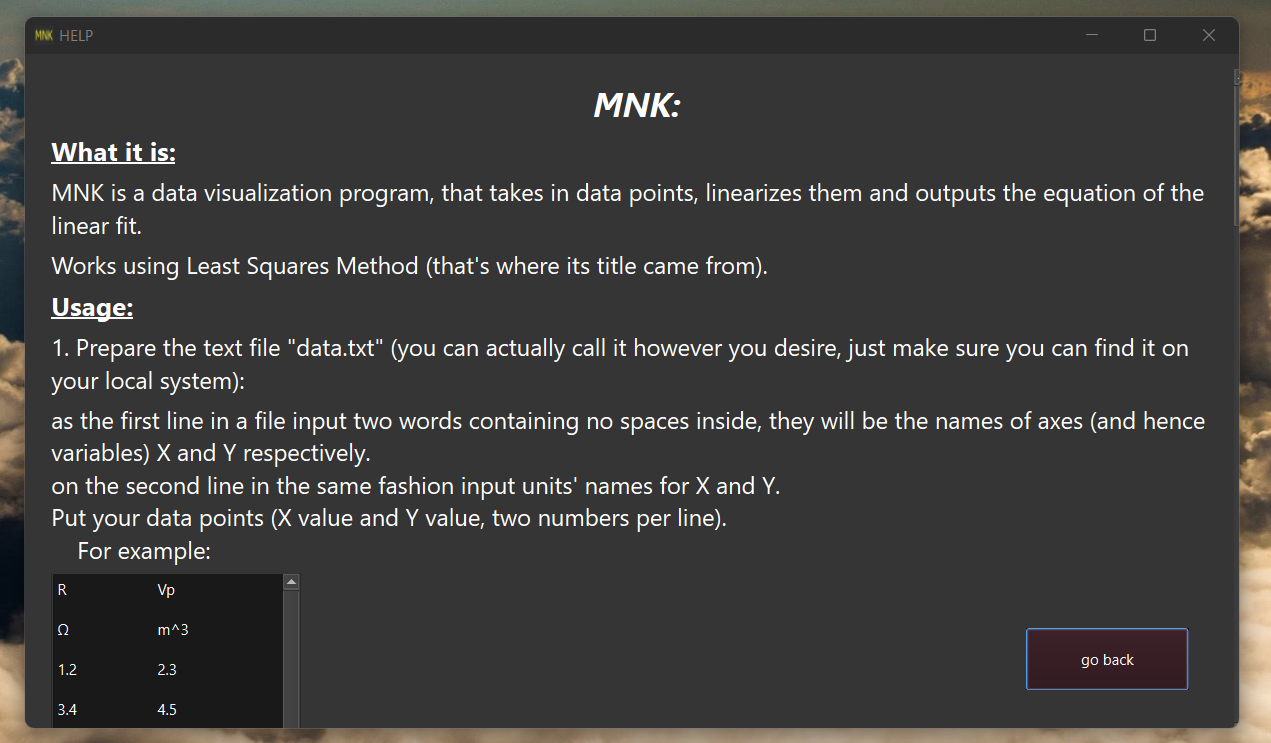 MNK HELP
MNK:
What it is:
MNK is a data visualization program, that takes in data points, linearizes them and outputs the equation of the
linear fit.
Works using Least Squares Method (that's where its title came from).
Usage:
1. Prepare the text file "data.txt" (you can actually call it however you desire, just make sure you can find it on
your local system):
as the first line in a file input two words containing no spaces inside, they will be the names of axes (and hence
variables) X and Y respectively.
on the second line in the same fashion input units' names for X and Y.
Put your data points (X value and Y value, two numbers per line).
For example:
R Vp
Ω m^3
1.2 2.3
3.4 4.5
go back